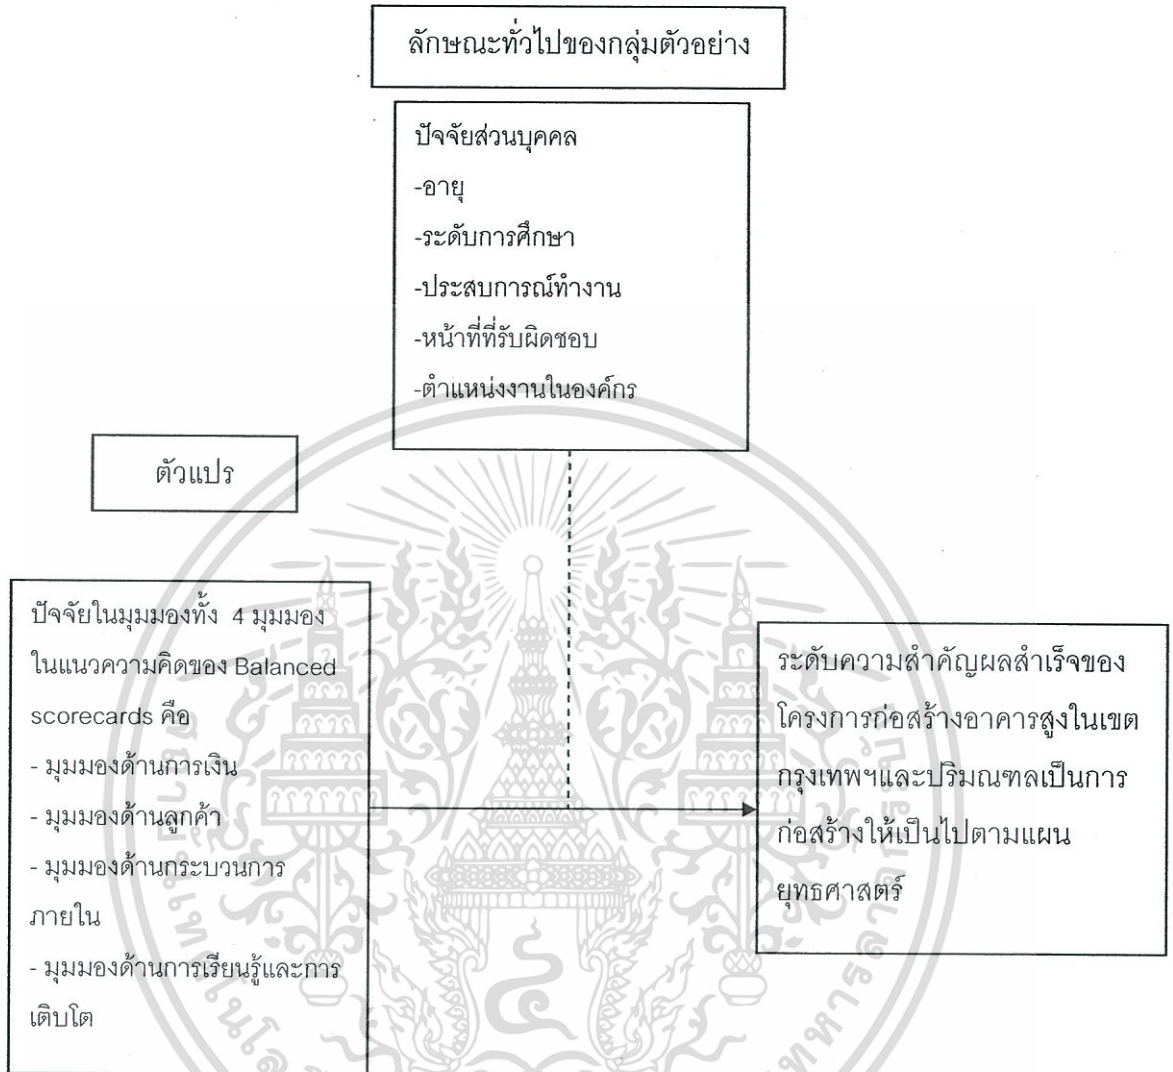 ลักษณะทั่วไปของกลุ่มตัวอย่าง
ปัจจัยส่วนบุคคล
-อายุ
-ระดับการศึกษา
-ประสบการณ์ทำงาน
-หน้าที่ที่รับผิดชอบ
-ตำแหน่งงานในองค์กร
ตัวแปร
ปัจจัยในมุมมองทั้ง 4 มุมมอง
ในแนวความคิดของ Balanced
scorecards คือ
- มุมมองด้านการเงิน
- มุมมองด้านลูกค้า
- มุมมองด้านกระบวนการ
ภายใน
- มุมมองด้านการเรียนรู้และการ
เติบโต
ระดับความสำคัญผลสำเร็จของ
โครงการก่อสร้างอาคารสูงในเขต
กรุงเทพฯและปริมณฑลเป็นการ
ก่อสร้างให้เป็นไปตามแผน
ยุทธศาสตร์